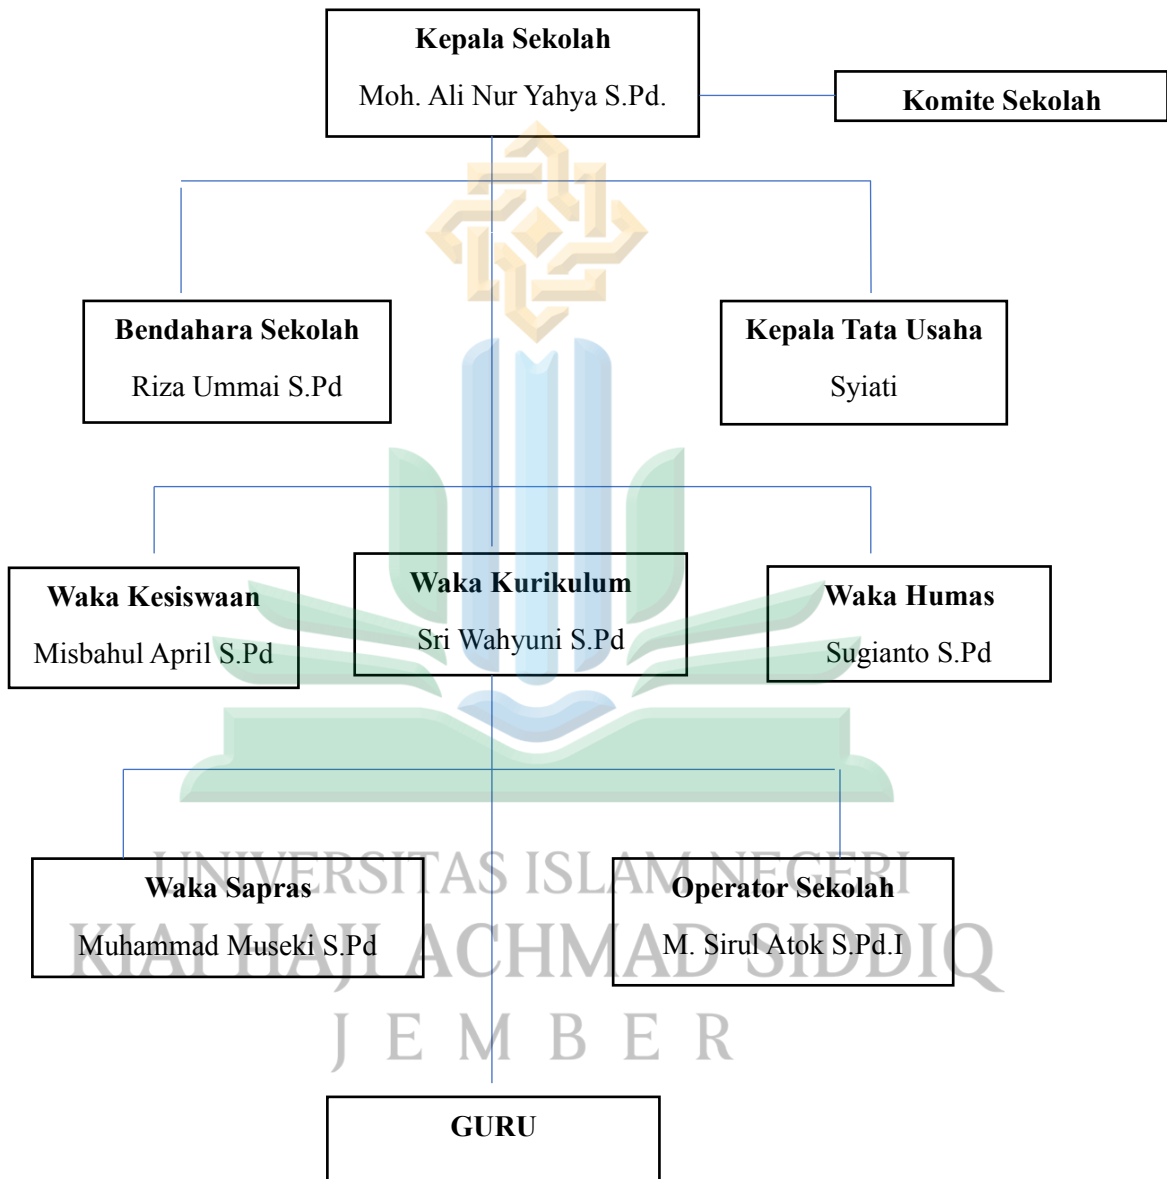 Kepala Sekolah
Moh. Ali Nur Yahya S.Pd.
Komite Sekolah
Bendahara Sekolah
Riza Ummai S.Pd
Kepala Tata Usaha
Syiati
Waka Kesiswaan
Misbahul April S.Pd
Waka Kurikulum
Sri Wahyuni S.Pd
Waka Humas
Sugianto S.Pd
Waka Sapras
Muhammad Museki S.Pd
Operator Sekolah
M. Sirul Atok S.Pd.I
UNIVERSITAS ISLAM NEGERI
KIAI HAJI ACHMAD SIDDIQ
JEMBER
GURU